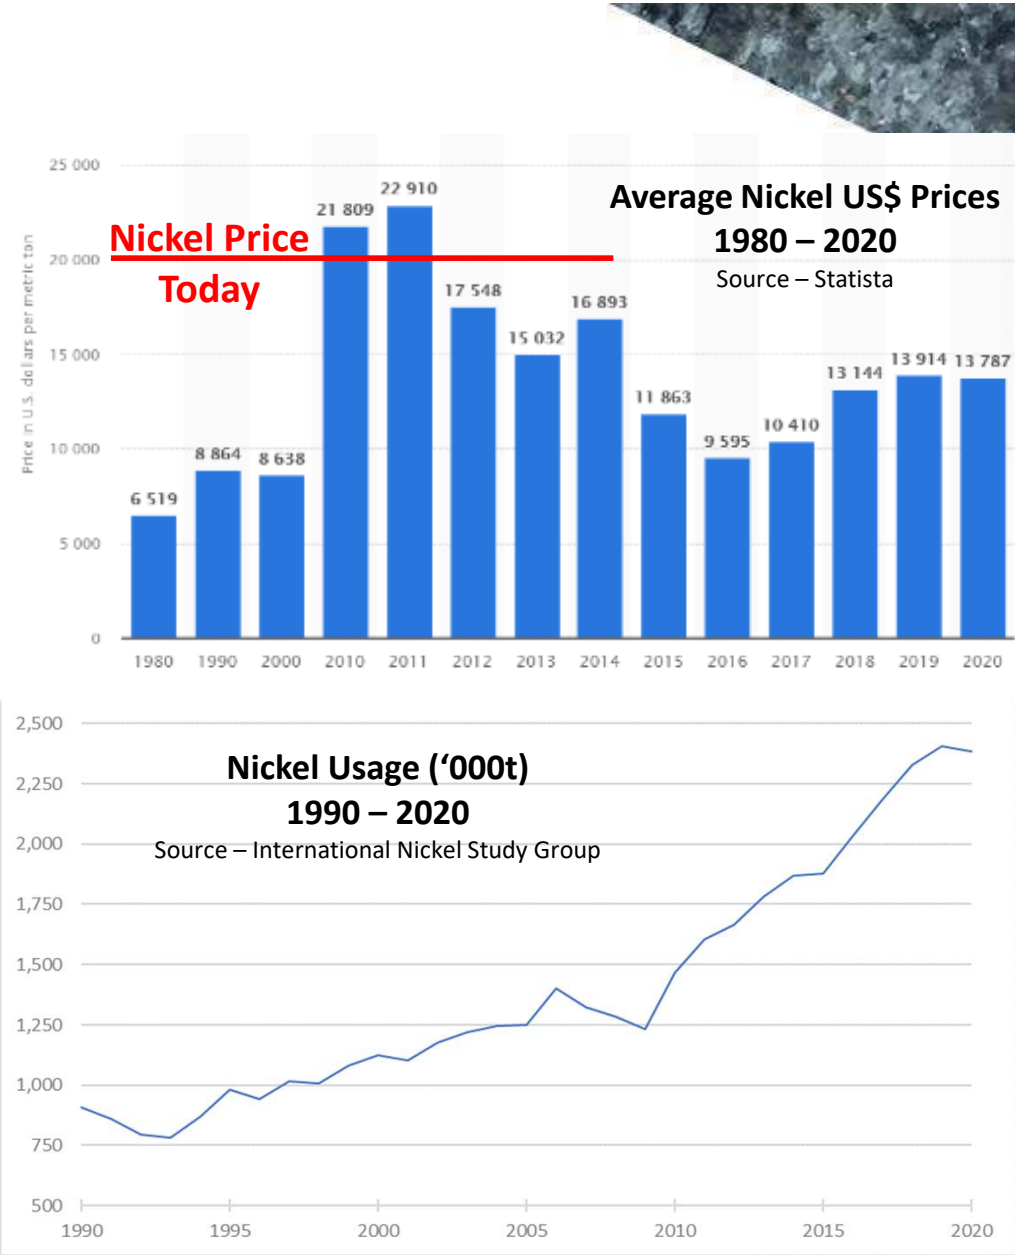 25 000
22 910
Average Nickel US$ Prices
21 809
Nickel Price
1980 – 2020
20 000
Source – Statista
Today
17 548
16 893
15 032
15 000
13 914
13 787
13 144
11 863
10 410
10 000
9 595
8 864
8 638
6 519
5 000
0
Price in U.S. dollars per metric ton
1980 1990 2000 2010 2011 2012 2013 2014 2015 2016 2017 2018 2019 2020
2,500
Nickel Usage (‘000t)
2,250
1990 – 2020
2,000
Source – International Nickel Study Group
1,750
1,500
1,250
1,000
750
500
1990 1995 2000 2005 2010 2015 2020